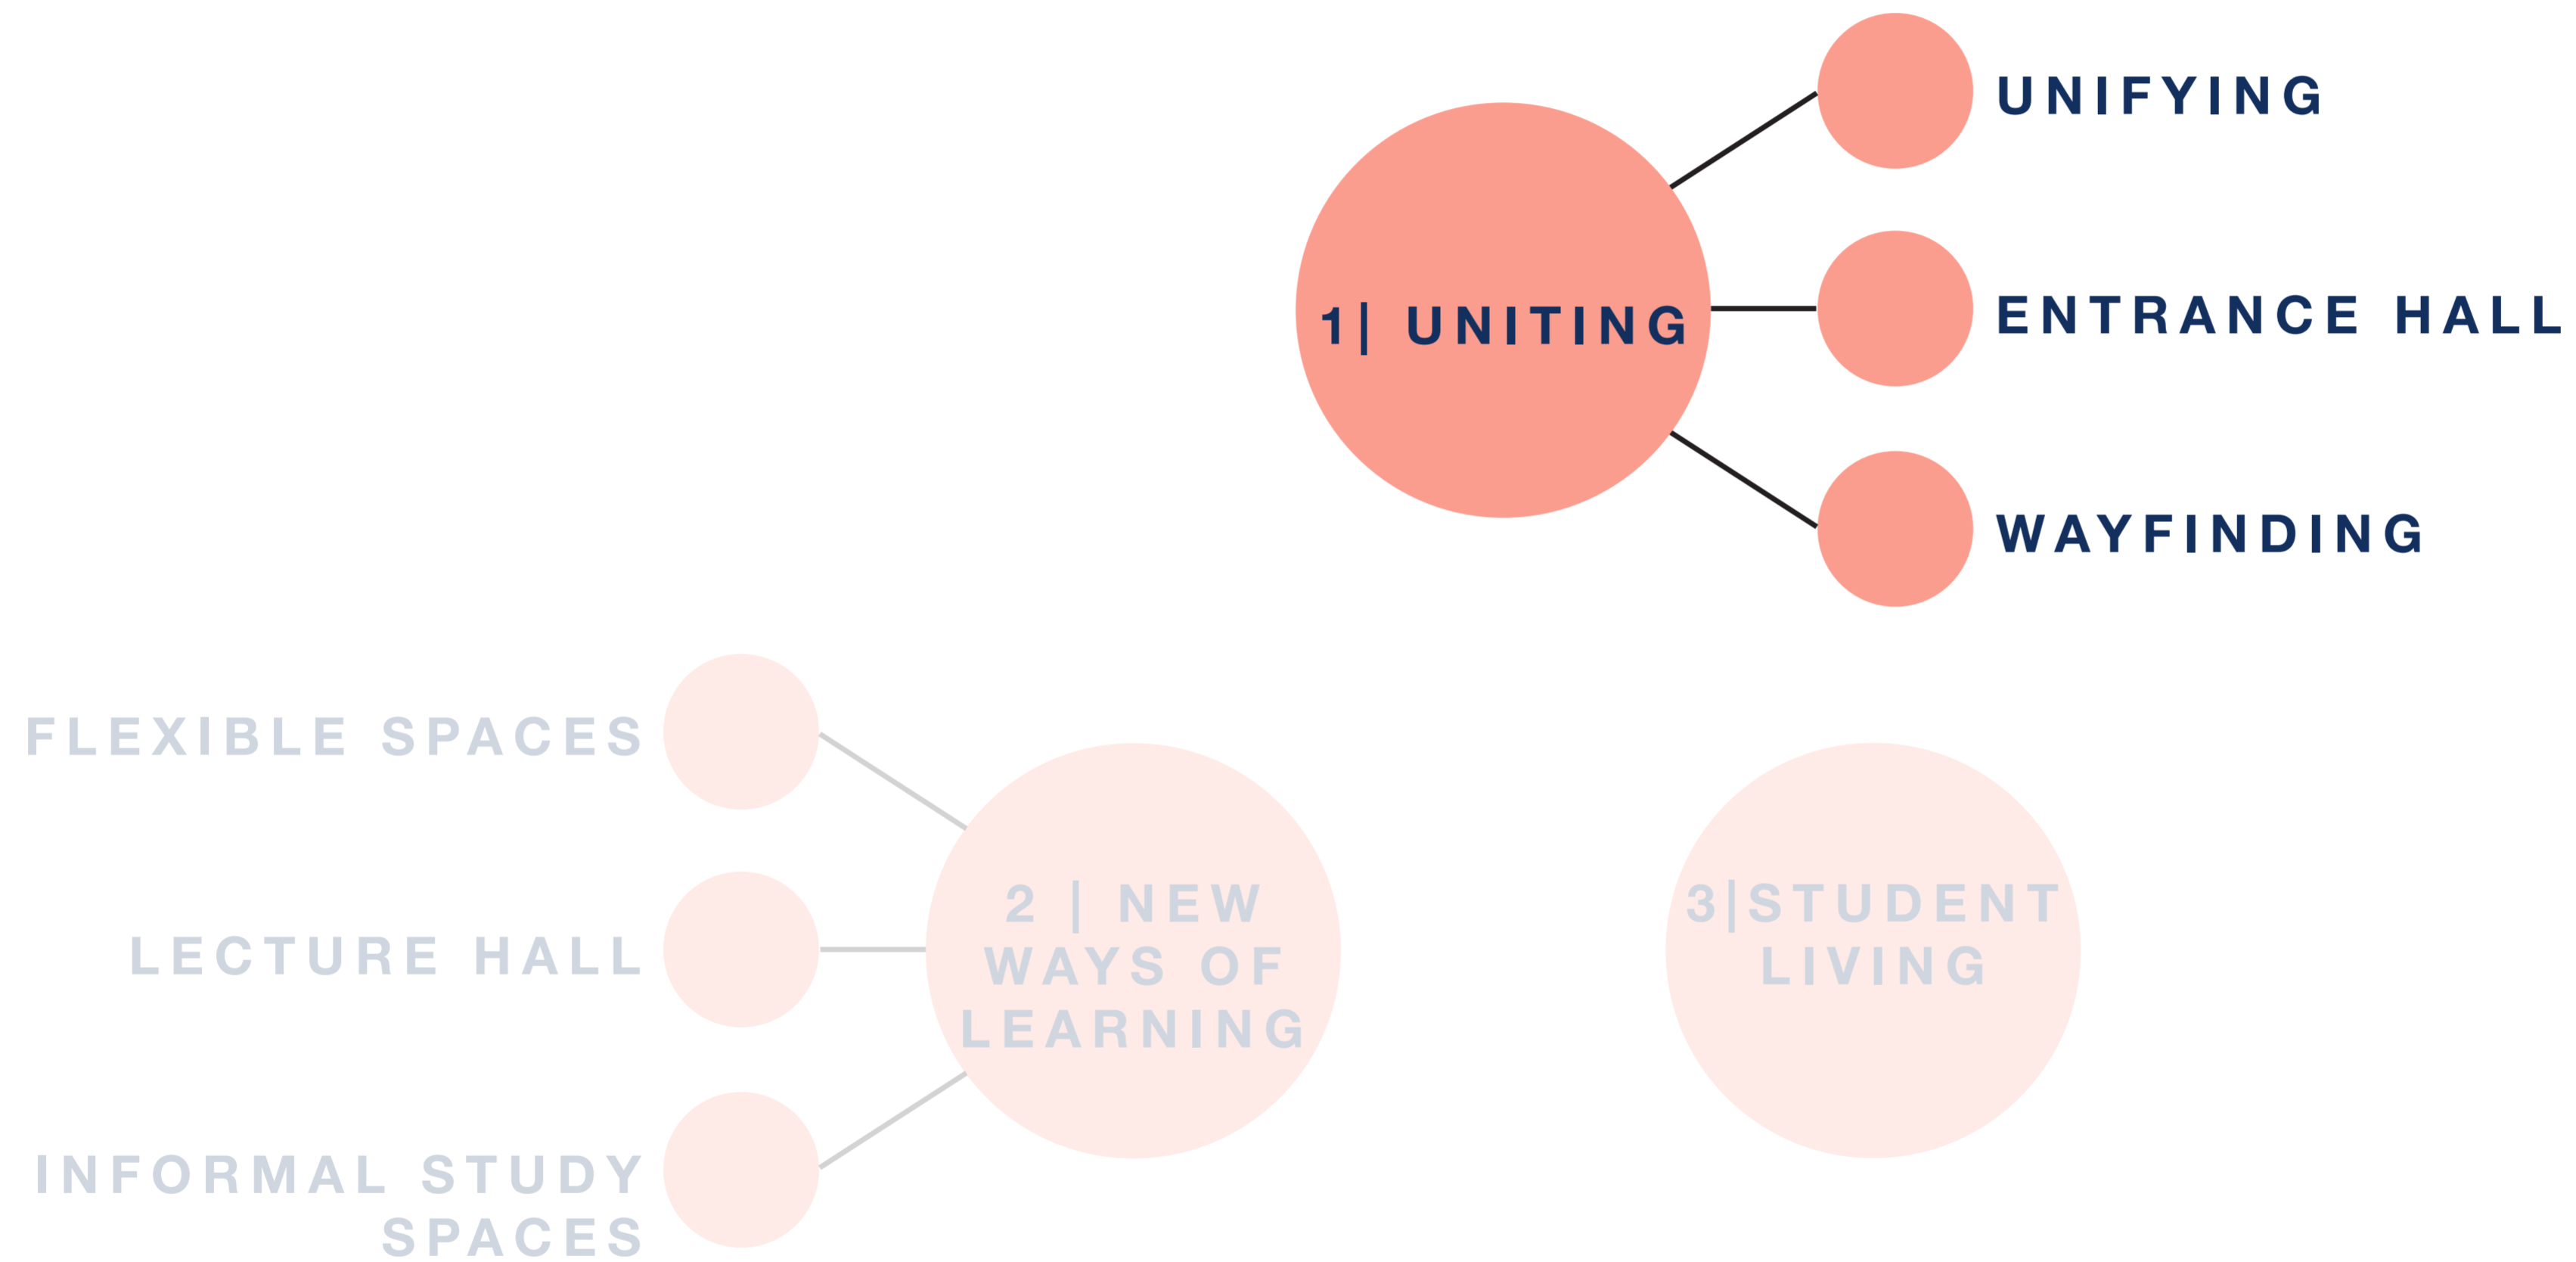 UNIFYING
1| UNITING
ENTRANCE HALL
WAYFINDING
FLEXIBLE SPACES
LECTURE HALL
INFORMAL STUDY
SPACES
2 | NEW
WAYS OF
LEARNING
3|STUDENT
LIVING